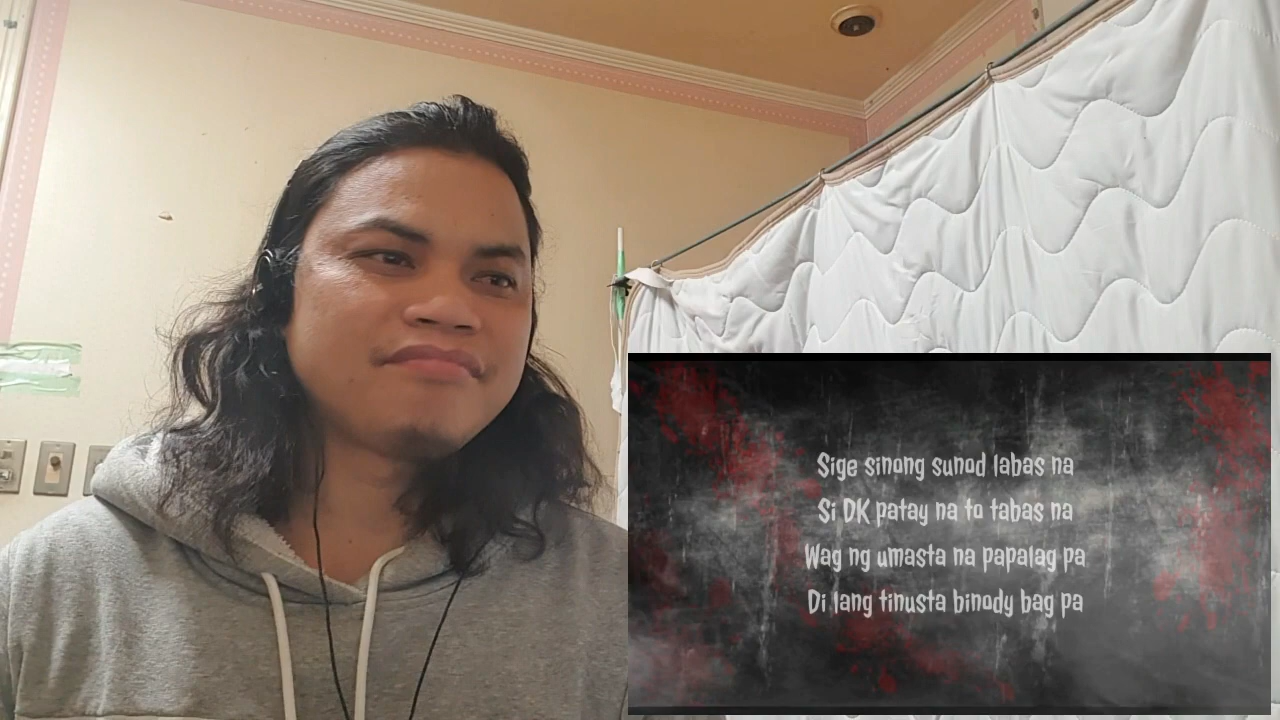 Sige sinong sunod labas na
Si DK patay na to tabas na
Wag ng umasta na papalag pa
Di lang tinusta binody bag pa